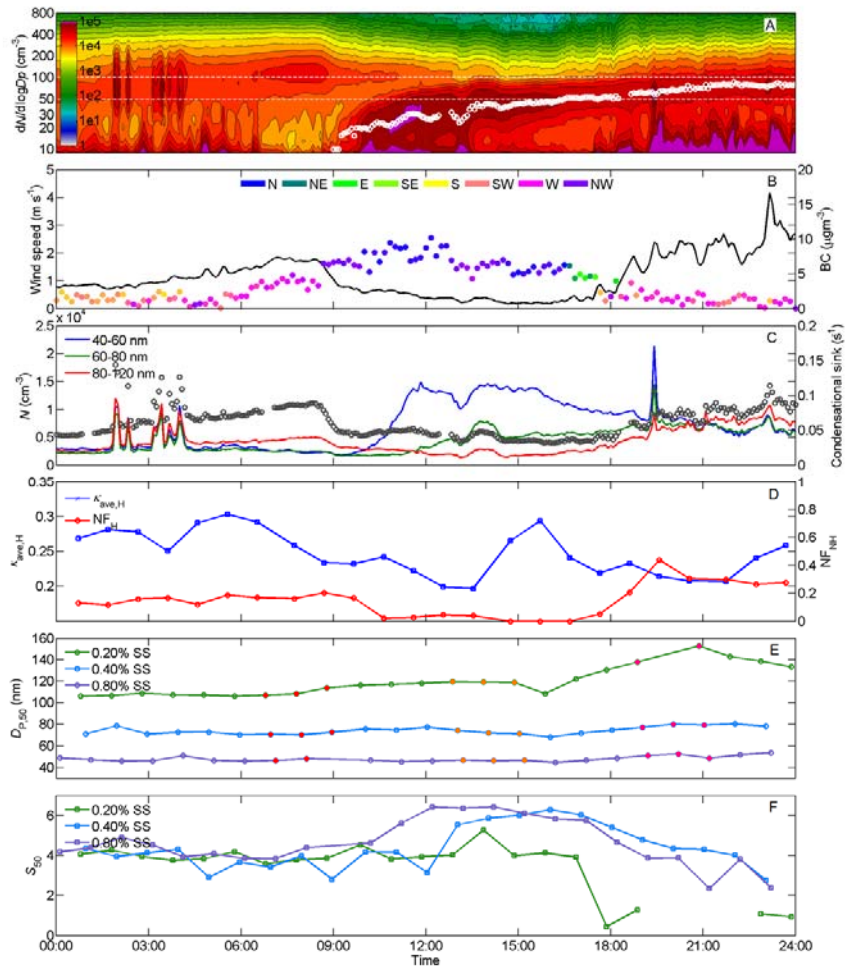 800
400
200
100
50
30
20
10
dN/dlogDp (cm-3)
1e5
1e4
1e3
1e2
1e1
1
A
5
4
3
2
1
0
Wind speed (m s-1)
N NE E SE S SW W NW
B
20
15
10
5
0
BC (μgm-3)
x 10^4
2.5
2.0
1.5
1.0
0.5
0
N (cm-3)
40-60 nm
60-80 nm
80-120 nm
C
0.2
0.15
0.1
0.05
0
Condensational sink (s-1)
0.35
0.3
0.25
0.2
κave,H
κave,H
NFH
D
1
0.8
0.6
0.4
0.2
0
NFNH
160
140
120
100
80
60
40
DP,50 (nm)
0.20% SS
0.40% SS
0.80% SS
E
6
4
2
0
S50
0.20% SS
0.40% SS
0.80% SS
F
00:00 03:00 06:00 09:00 12:00 15:00 18:00 21:00 24:00
Time